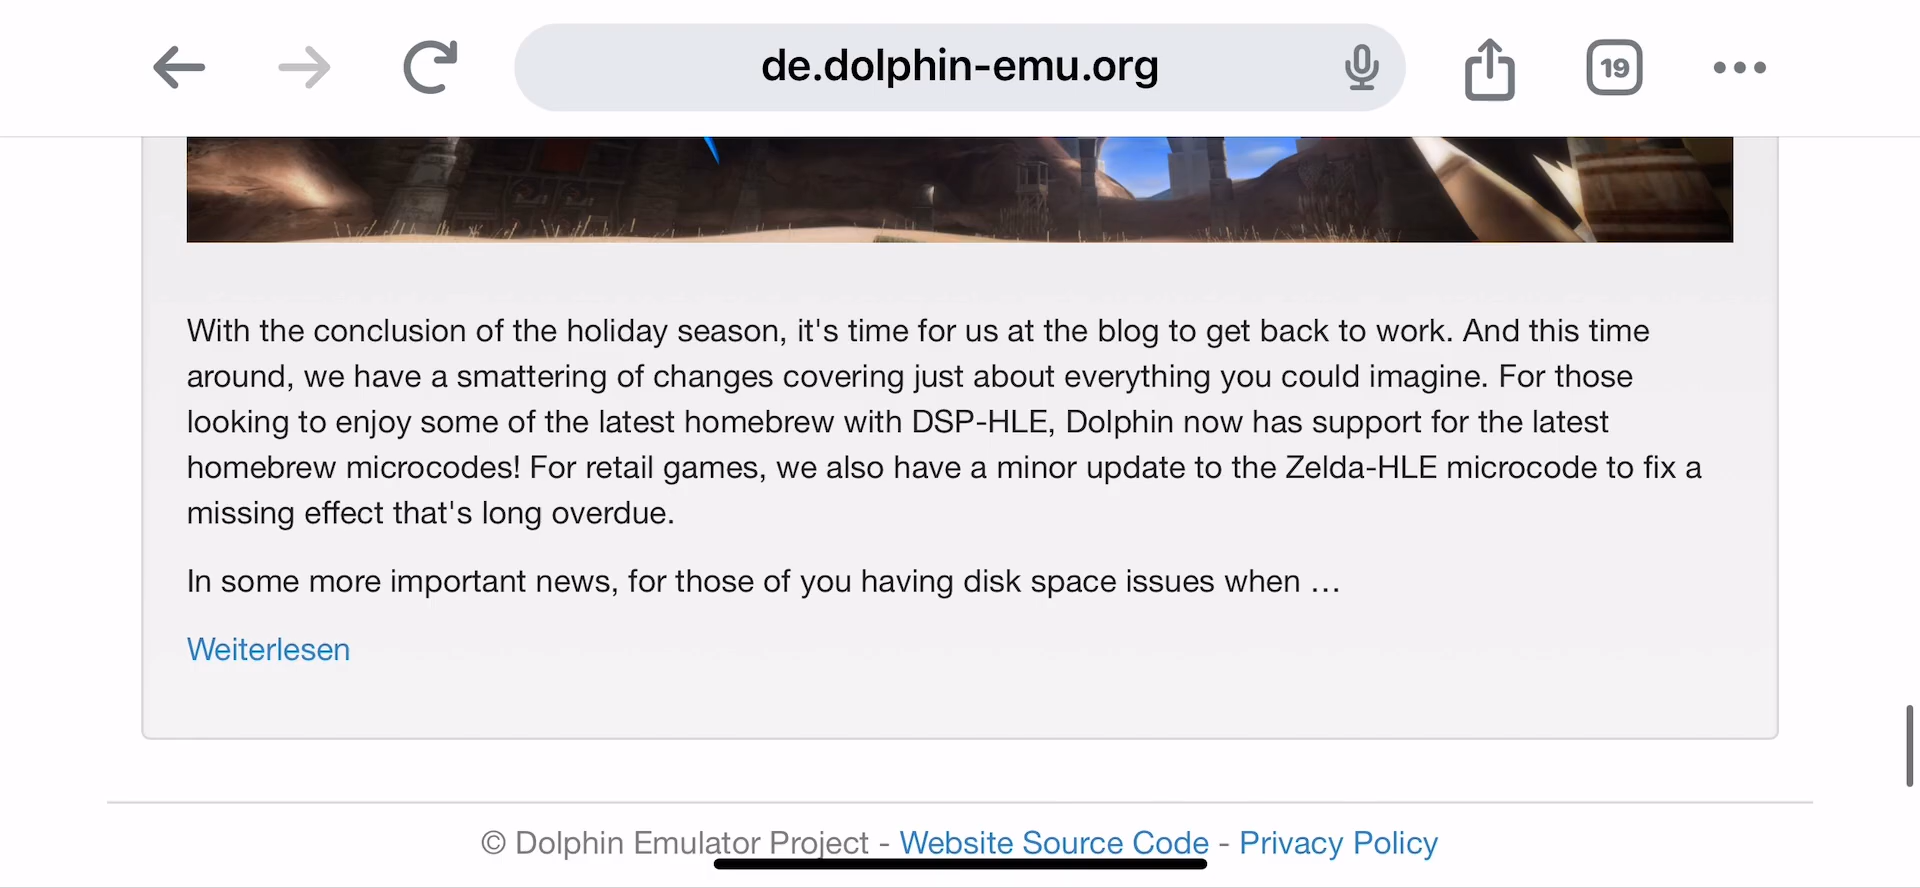 de.dolphin-emu.org
19
With the conclusion of the holiday season, it's time for us at the blog to get back to work. And this time
around, we have a smattering of changes covering just about everything you could imagine. For those
looking to enjoy some of the latest homebrew with DSP-HLE, Dolphin now has support for the latest
homebrew microcodes! For retail games, we also have a minor update to the Zelda-HLE microcode to fix a
missing effect that's long overdue.
In some more important news, for those of you having disk space issues when …
Weiterlesen
© Dolphin Emulator Project - Website Source Code - Privacy Policy